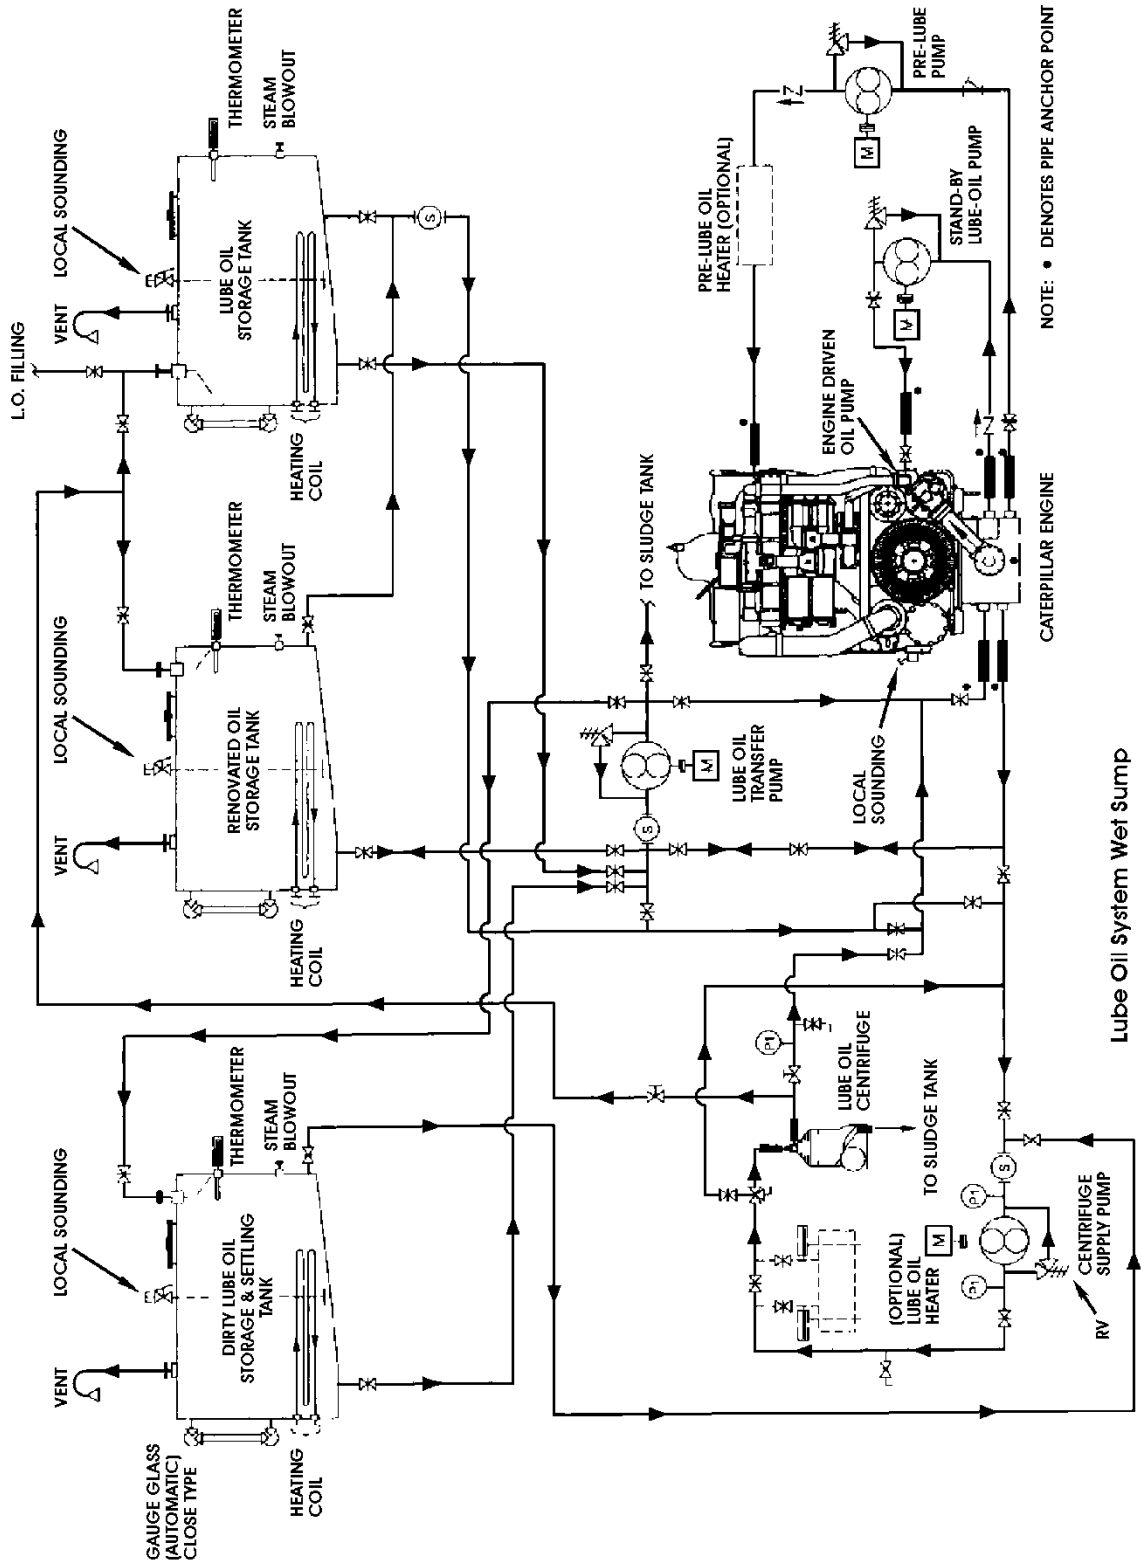 L.O. FILLING
VENT
LOCAL SOUNDING
LUBE OIL
STORAGE TANK
THERMOMETER
STEAM
BLOWOUT
HEATING
COIL
VENT
LOCAL SOUNDING
RENOVATED OIL
STORAGE TANK
THERMOMETER
STEAM
BLOWOUT
HEATING
COIL
VENT
LOCAL SOUNDING
DIRTY LUBE OIL
STORAGE & SETTLING
TANK
THERMOMETER
STEAM
BLOWOUT
HEATING
COIL
GAUGE GLASS
(AUTOMATIC)
CLOSE TYPE
S
TO SLUDGE TANK
M
LUBE OIL
TRANSFER
PUMP
S
PRE-LUBE OIL
HEATER (OPTIONAL)
M
PRE-LUBE
PUMP
M
STAND-BY
LUBE-OIL PUMP
ENGINE DRIVEN
OIL PUMP
CATERPILLAR ENGINE
LOCAL
SOUNDING
NOTE: • DENOTES PIPE ANCHOR POINT
P1
LUBE OIL
CENTRIFUGE
TO SLUDGE TANK
(OPTIONAL)
LUBE OIL
HEATER
M
P1
S
P1
CENTRIFUGE
SUPPLY PUMP
RV
Lube Oil System Wet Sump